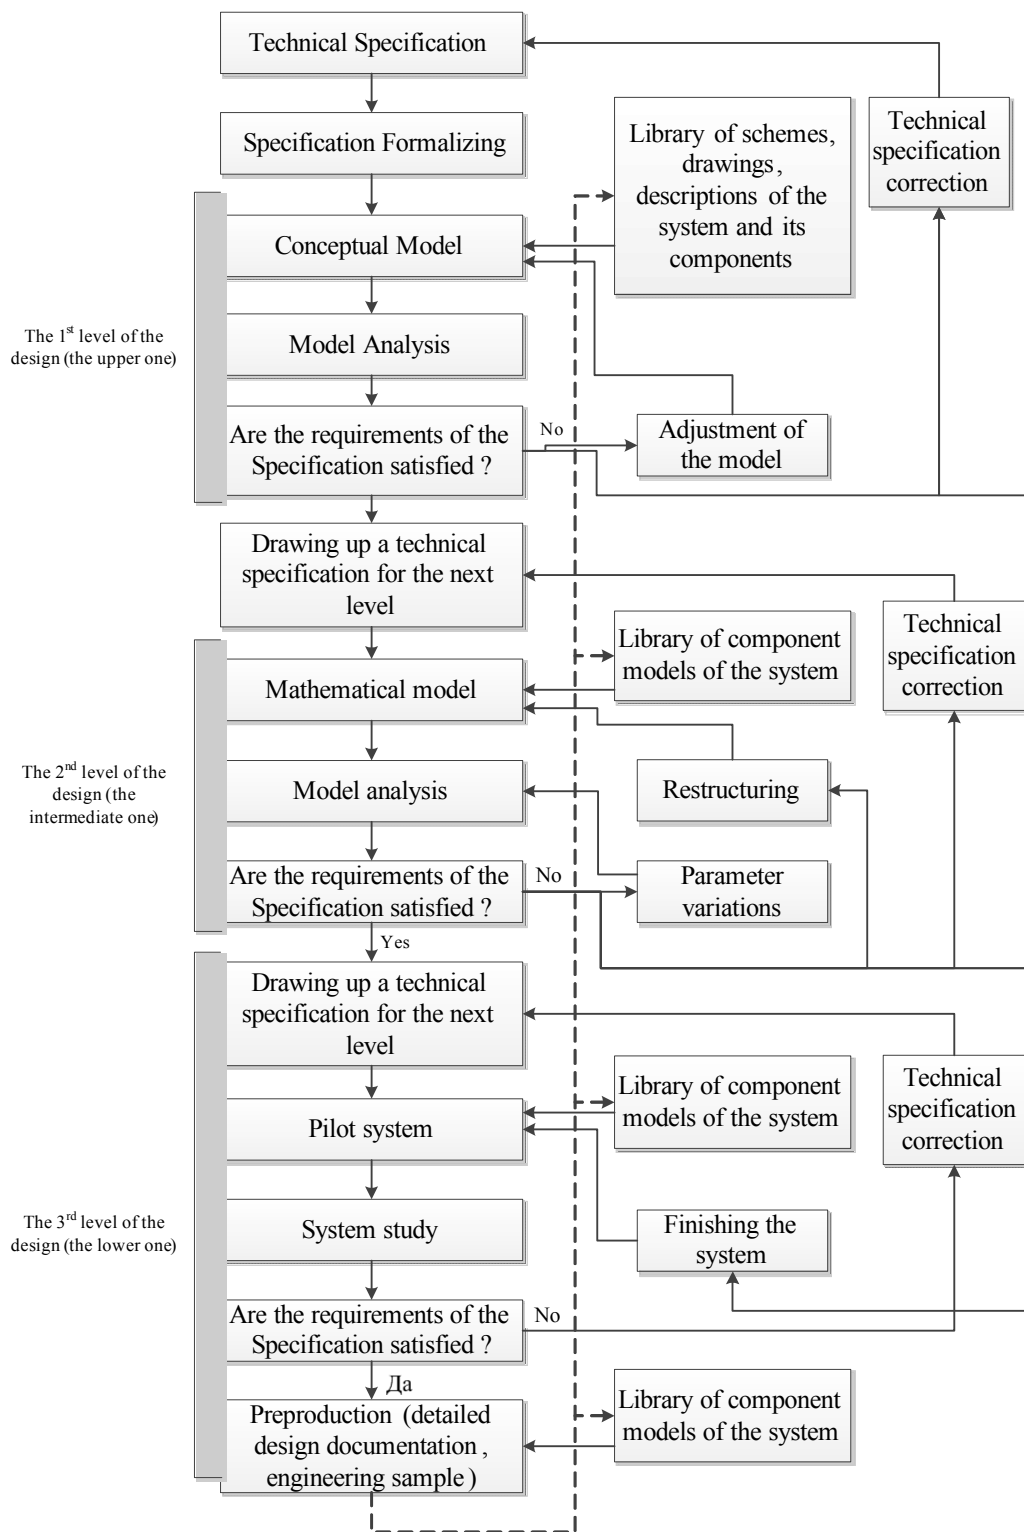 Technical Specification
Technical
specification
correction
Specification Formalizing
Library of schemes,
drawings,
descriptions of the
system and its
components
Conceptual Model
The 1st level of the
design (the upper one)
Model Analysis
Are the requirements of the
Specification satisfied ?
No
Adjustment of
the model
Drawing up a technical
specification for the next
level
Technical
specification
correction
Library of component
models of the system
Mathematical model
The 2nd level of the
design (the
intermediate one)
Model analysis
Restructuring
Are the requirements of the
Specification satisfied ?
No
Parameter
variations
Yes
Drawing up a technical
specification for the next
level
Technical
specification
correction
Library of component
models of the system
Pilot system
The 3rd level of the
design (the lower one)
System study
Finishing the
system
Are the requirements of the
Specification satisfied ?
No
Да
Preproduction (detailed
design documentation ,
engineering sample )
Library of component
models of the system